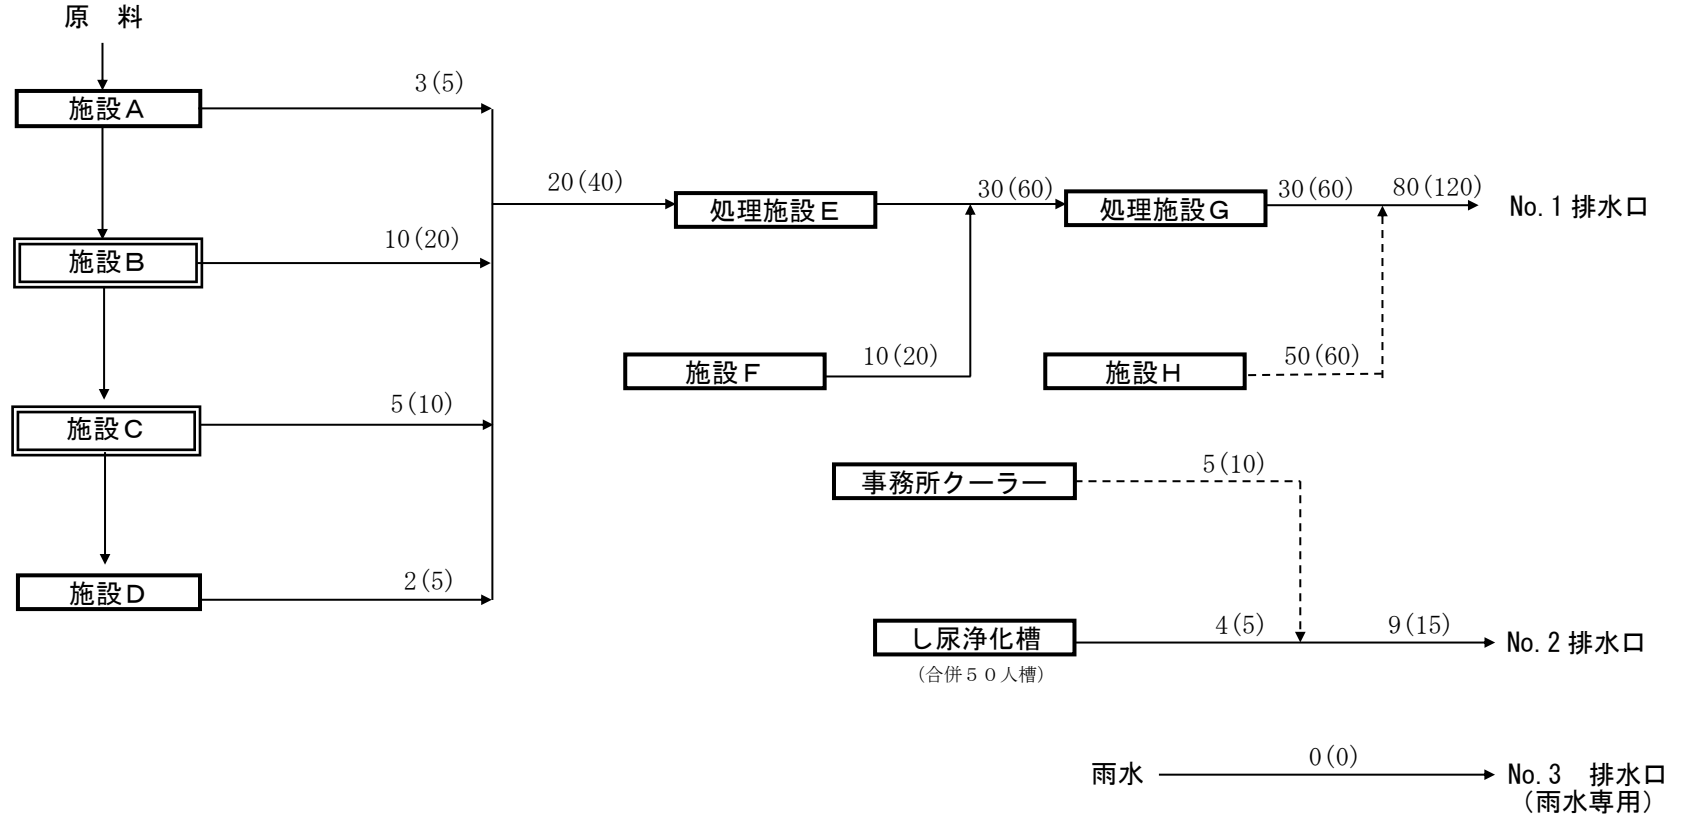 原　料
3(5)
施設A
20(40)
30(60)
30(60)
80(120)
処理施設E
処理施設G
No.1排水口
10(20)
施設B
10(20)
50(60)
施設F
施設H
5(10)
施設C
5(10)
事務所クーラー
2(5)
施設D
4(5)
9(15)
し尿浄化槽
No.2排水口
(合併５０人槽)
0(0)
雨水
No.3　排水口
(雨水専用)